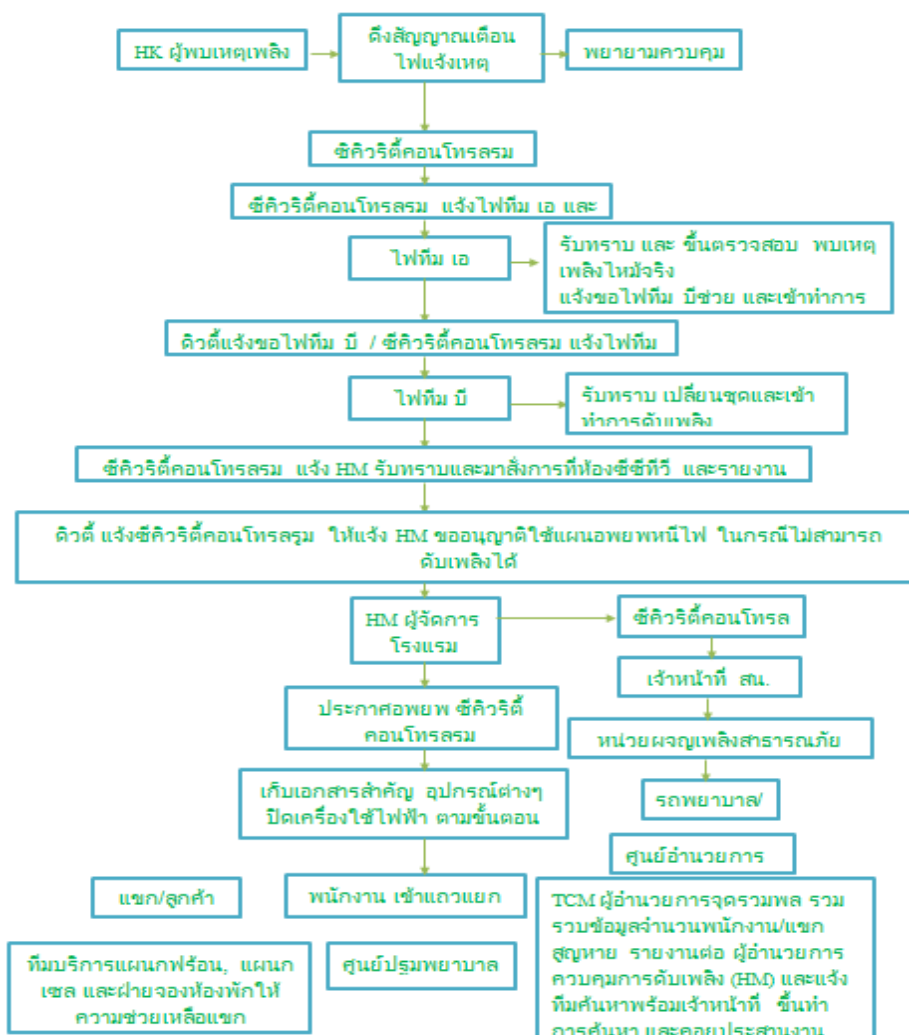 HK ผู้พบเหตุเพลิง
ดึงสัญญาณเตือน
ไฟแจ้งเหตุ
พยายามควบคุม
ซิคิวริตี้คอนโทรลรม
ซีคิวริตี้คอนโทรลรม แจ้งไฟทีม เอ และ
ไฟทีม เอ
รับทราบ และ ขึ้นตรวจสอบ พบเหตุ
เพลิงไหม้จริง
แจ้งขอไฟทีม บีช่วย และเข้าทำการ
ดิวตี้แจ้งขอไฟทีม บี / ซีคิวริตี้คอนโทรลรม แจ้งไฟทีม
ไฟทีม บี
รับทราบ เปลี่ยนชุดและเข้า
ทำการดับเพลิง
ซีคิวริตี้คอนโทรลรม แจ้ง HM รับทราบและมาสั่งการที่ห้องซีซีทีวี และรายงาน
ดิวตี้ แจ้งซีคิวริตี้คอนโทรลรูม ให้แจ้ง HM ขออนุญาติใช้แผนอพยพหนีไฟ ในกรณีไม่สามารถ
ดับเพลิงได้
HM ผู้จัดการ
โรงแรม
ซีคิวริตี้คอนโทรล
เจ้าหน้าที่ สน.
ประกาศอพยพ ซีคิวริตี้
คอนโทรลรม
หน่วยผจญเพลิงสาธารณภัย
เก็บเอกสารสำคัญ อุปกรณ์ต่างๆ
ปิดเครื่องใช้ไฟฟ้า ตามขั้นตอน
รถพยาบาล/
ศูนย์อำนวยการ
แขก/ลูกค้า
พนักงาน เข้าแถวแยก
TCM ผู้อำนวยการจุดรวมพล รวม
รวบข้อมูลจำนวนพนักงาน/แขก
สูญหาย รายงานต่อ ผู้อำนวยการ
ควบคุมการดับเพลิง (HM) และแจ้ง
ทีมค้นหาพร้อมเจ้าหน้าที่ ขึ้นทำ
การค้นหา และคอยประสานงาน
ทีมบริการแผนกฟร้อน, แผนก
เซล และฝ่ายจองห้องพักให้
ความช่วยเหลือแขก
ศูนย์ปฐมพยาบาล